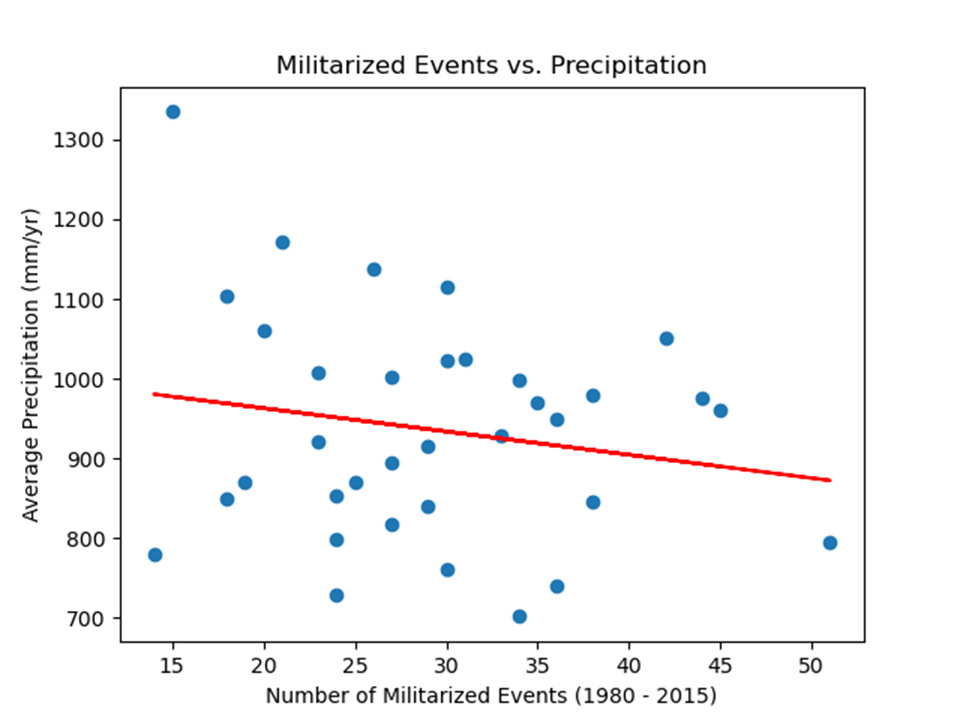 Militarized Events vs. Precipitation
Average Precipitation (mm/yr)
1300
1200
1100
1000
900
800
700
15 20 25 30 35 40 45 50
Number of Militarized Events (1980 - 2015)